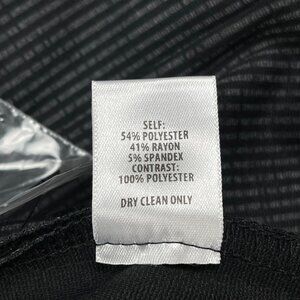 SELF:
54% POLYESTER
41% RAYON
5% SPANDEX
CONTRAST:
100% POLYESTER
DRY CLEAN ONLY